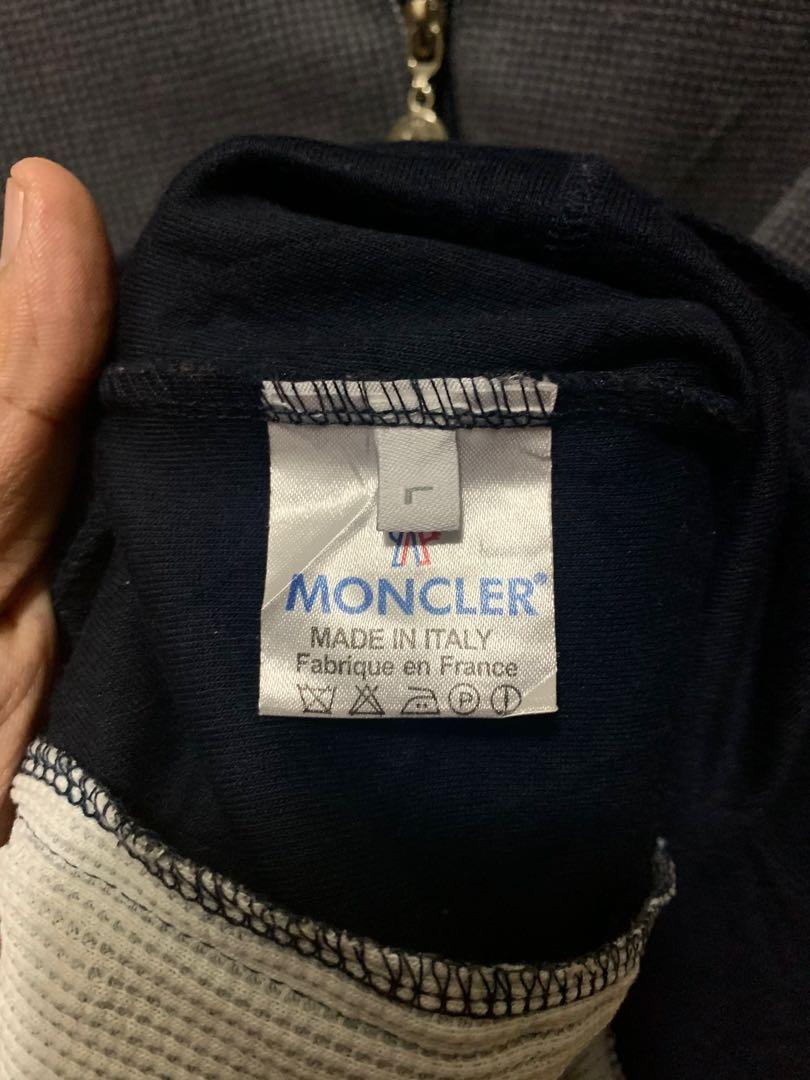 L
MONCLER®
MADE IN ITALY
Fabrique en France
P